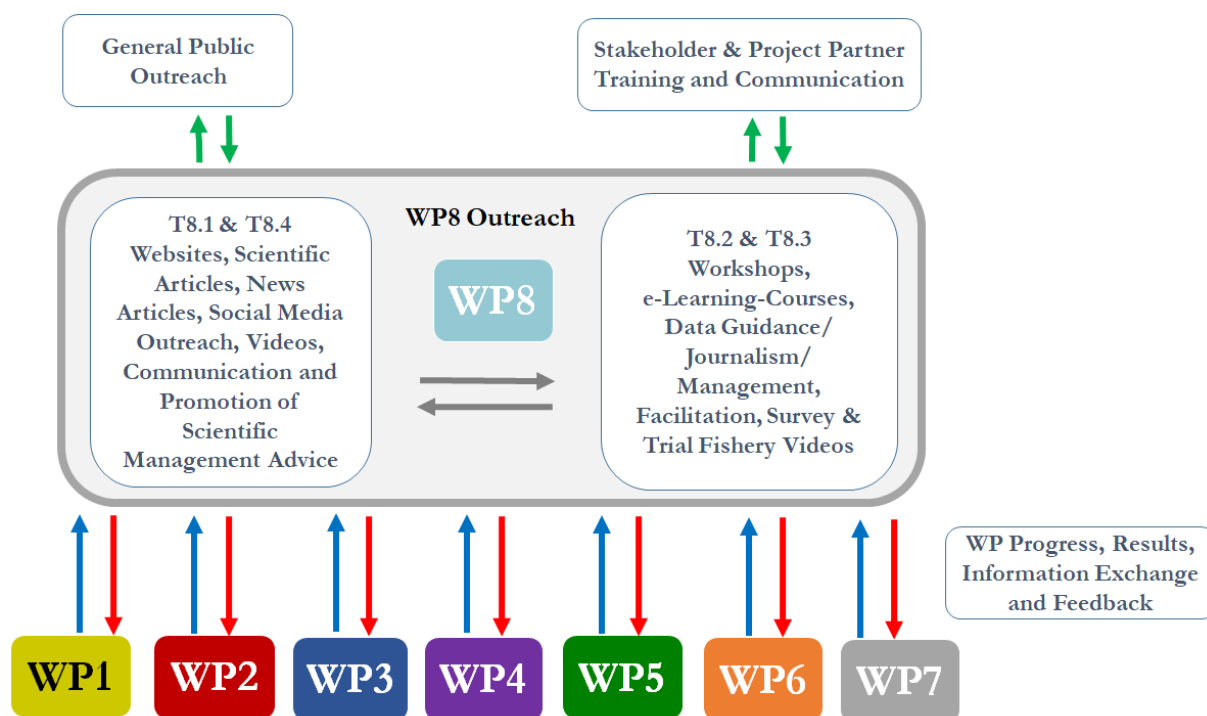 General Public
Outreach
Stakeholder & Project Partner
Training and Communication
WP8 Outreach
T8.1 & T8.4
Websites, Scientific
Articles, News
Articles, Social Media
Outreach, Videos,
Communication and
Promotion of
Scientific
Management Advice
WP8
T8.2 & T8.3
Workshops,
e-Learning-Courses,
Data Guidance/
Journalism/
Management,
Facilitation, Survey &
Trial Fishery Videos
WP Progress, Results,
Information Exchange
and Feedback
WP1
WP2
WP3
WP4
WP5
WP6
WP7